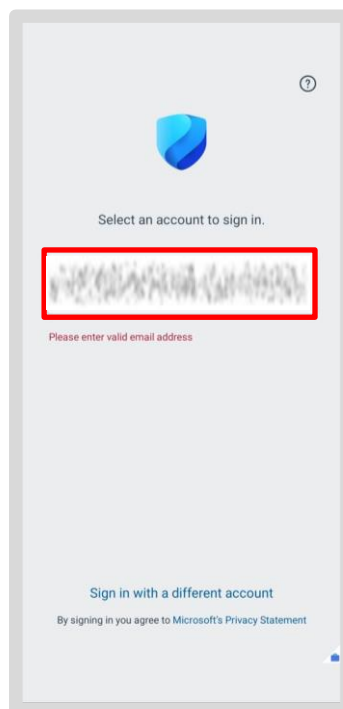 Select an account to sign in.
Please enter valid email address
Sign in with a different account
By signing in you agree to Microsoft's Privacy Statement